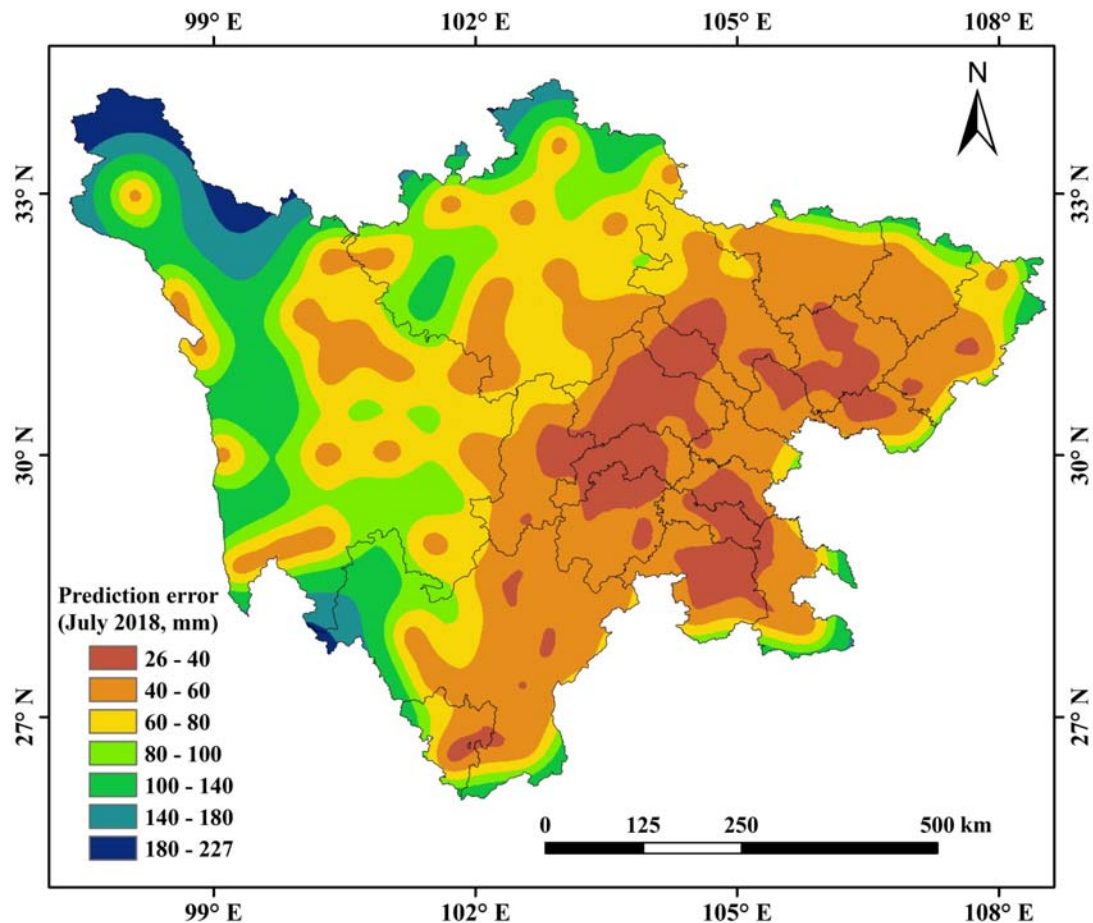 99° E 102° E 105° E 108° E
N
33° N 33° N
30° N 30° N
Prediction error
(July 2018, mm)
26 - 40
40 - 60
60 - 80
80 - 100
100 - 140
140 - 180
180 - 227
27° N 27° N
0 125 250 500 km
99° E 102° E 105° E 108° E